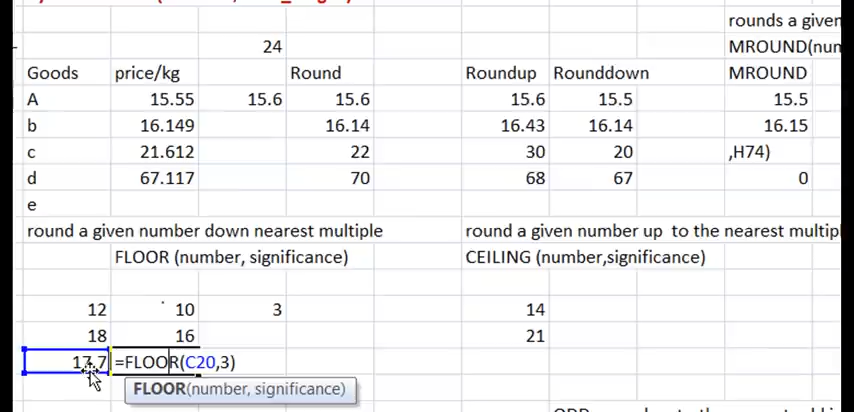 rounds a given
24 MROUND(num
Goods price/kg Round Roundup Rounddown MROUND
A 15.55 15.6 15.6 15.6 15.5 15.5
b 16.149 16.14 16.43 16.14 16.15
c 21.612 22 30 20 ,H74)
d 67.117 70 68 67 0
e
round a given number down nearest multiple round a given number up to the nearest multipl
FLOOR (number, significance) CEILING (number,significance)
12 10 3 14
18 16 21
17.7 =FLOOR(C20,3)
FLOOR(number, significance)